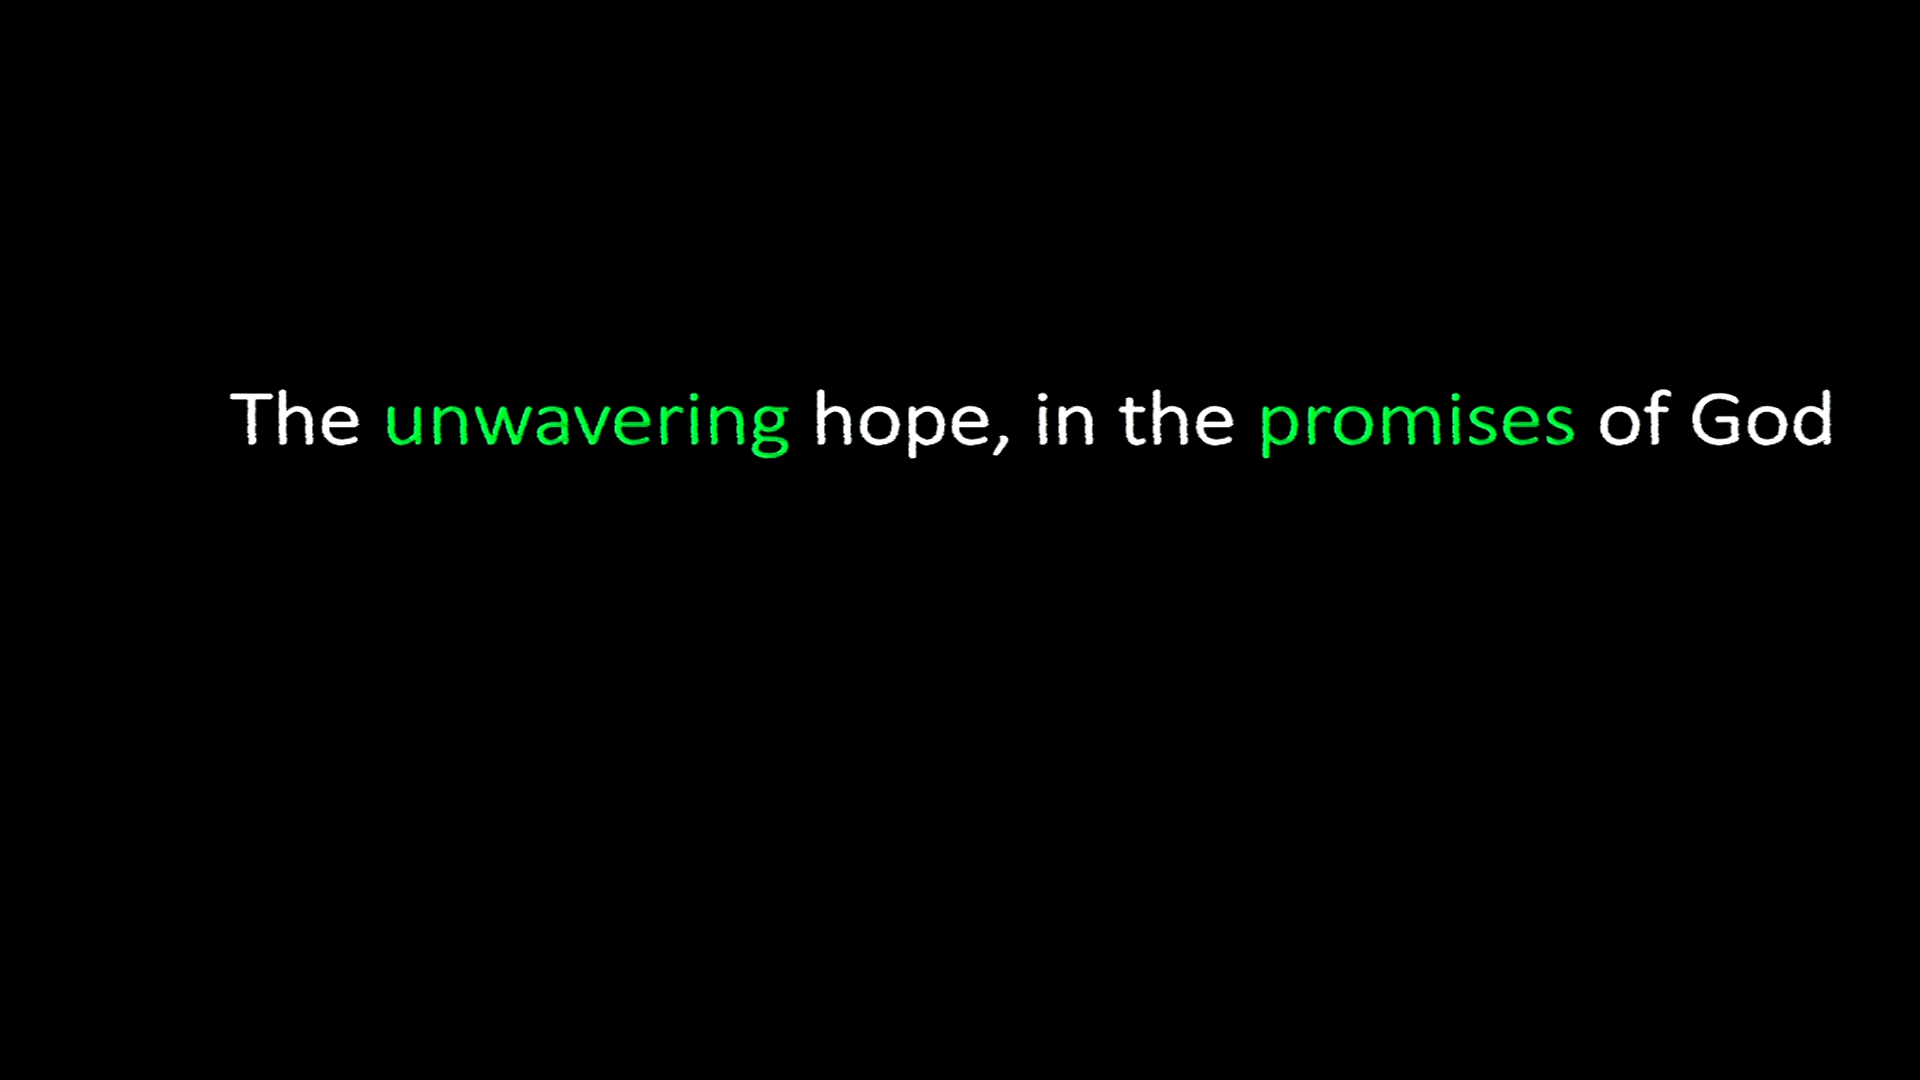 The unwavering hope, in the promises of God